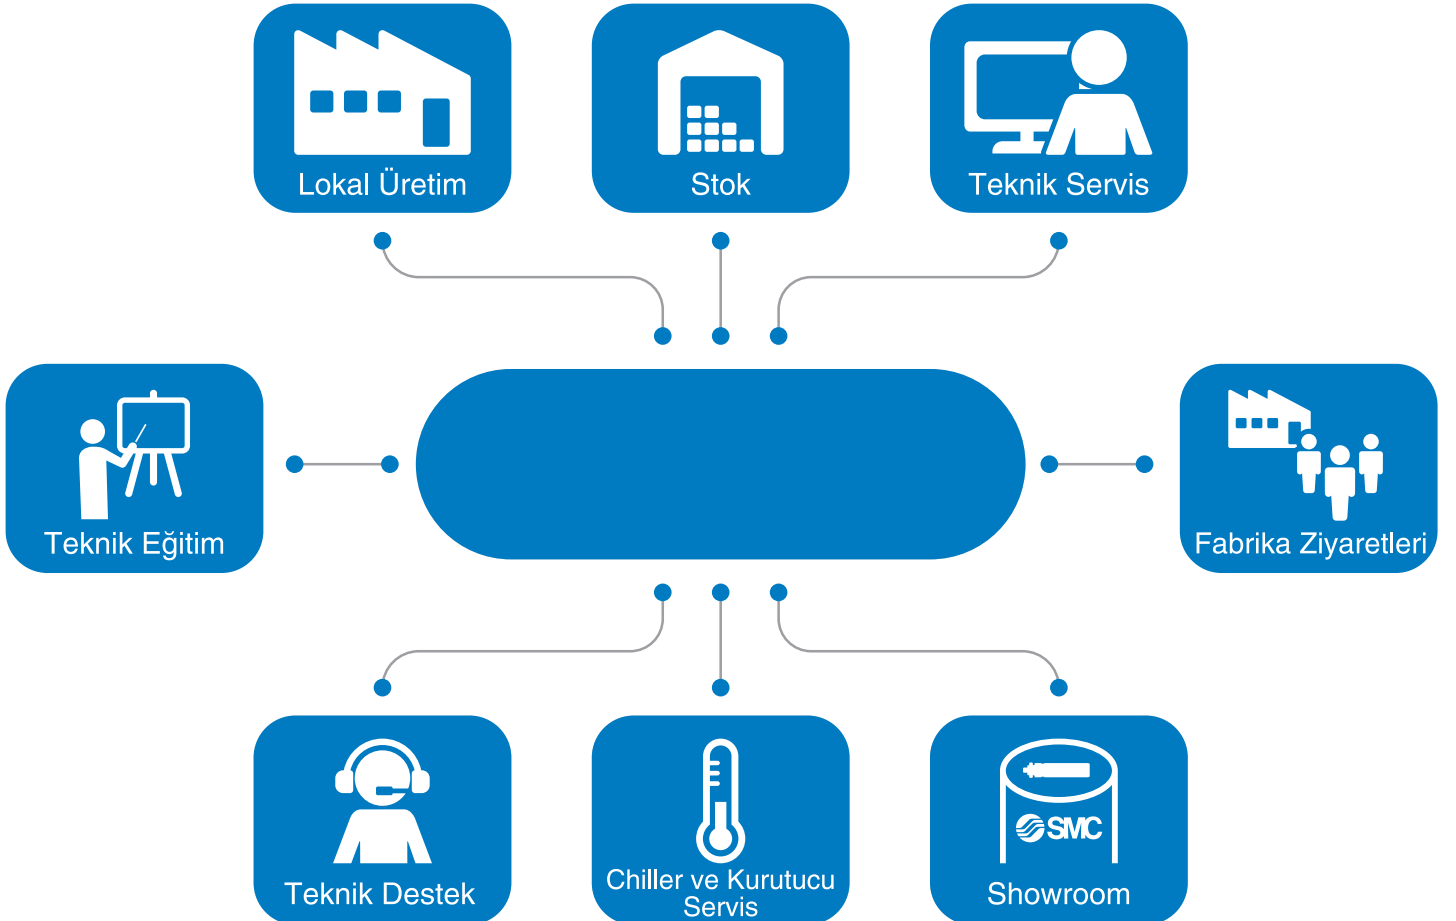 Lokal Üretim
Stok
Teknik Servis
Teknik Eğitim
Fabrika Ziyaretleri
Teknik Destek
Chiller ve Kurutucu
Servis
SMC
Showroom